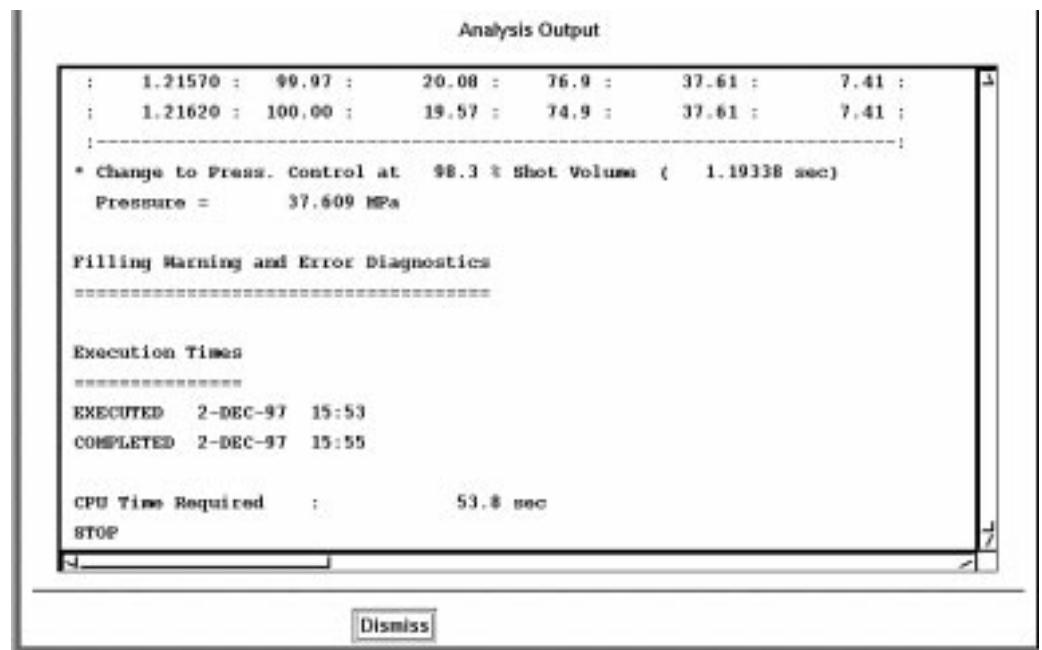 Analysis Output
: 1.21570 : 99.97 : 20.08 : 76.9 : 37.61 : 7.41 :
: 1.21620 : 100.00 : 19.57 : 74.9 : 37.61 : 7.41 :
:---------------------------------------------------------------------:
* Change to Press. Control at 98.3 % Shot Volume ( 1.19338 sec)
Pressure = 37.609 MPa
Filling Warning and Error Diagnostics
=====================================
Execution Times
===============
EXECUTED 2-DEC-97 15:53
COMPLETED 2-DEC-97 15:55
CPU Time Required : 53.8 sec
STOP
Dismiss